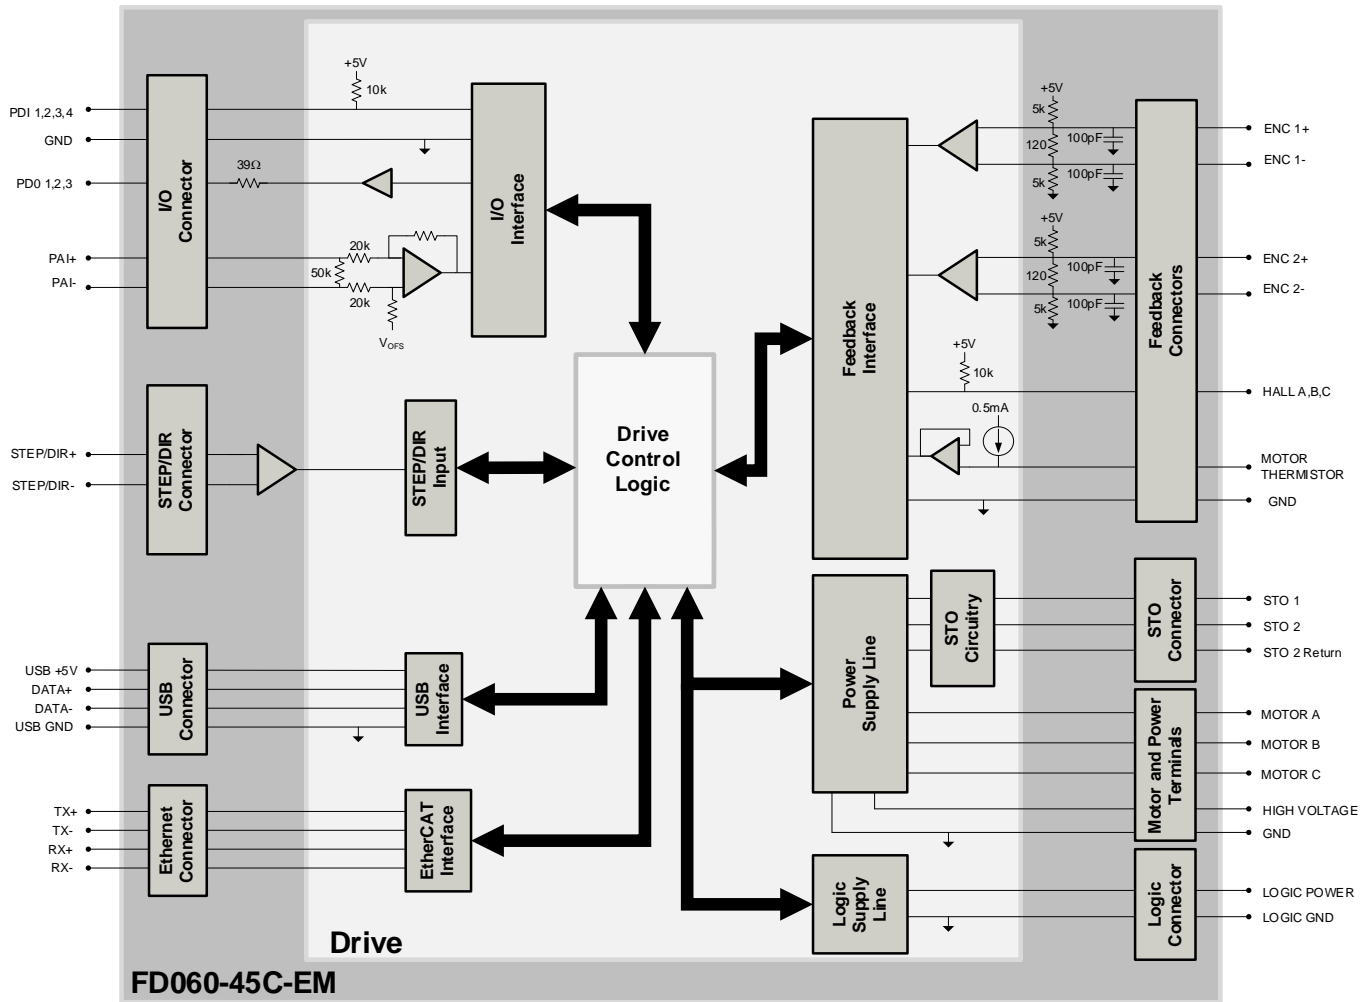 PDI 1,2,3,4
GND
PD0 1,2,3
PAI+
PAI-
I/O
Connector
+5V
10k
39Ω
20k
50k
20k
VOFS
I/O
Interface
STEP/DIR+
STEP/DIR-
STEP/DIR
Connector
STEP/DIR
Input
USB +5V
DATA+
DATA-
USB GND
USB
Connector
USB
Interface
TX+
TX-
RX+
RX-
Ethernet
Connector
EtherCAT
Interface
Drive
Control
Logic
Feedback
Interface
+5V
5k
120
5k
100pF
100pF
+5V
5k
120
5k
100pF
100pF
+5V
10k
0.5mA
Feedback
Connectors
ENC 1+
ENC 1-
ENC 2+
ENC 2-
HALL A,B,C
MOTOR
THERMISTOR
GND
Power
Supply Line
STO
Circuitry
STO
Connector
STO 1
STO 2
STO 2 Return
Motor and Power
Terminals
MOTOR A
MOTOR B
MOTOR C
HIGH VOLTAGE
GND
Logic
Supply
Line
Logic
Connector
LOGIC POWER
LOGIC GND
Drive
FD060-45C-EM